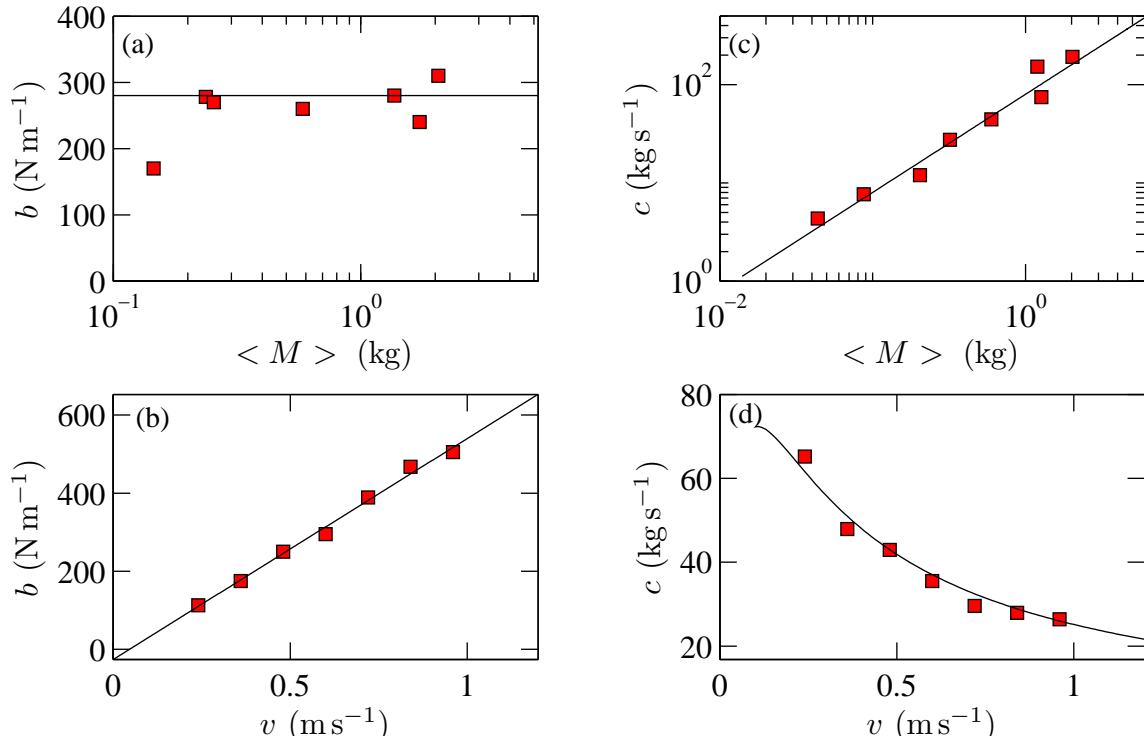 (a)
400
300
200
100
0
b (N m⁻¹)
10⁻¹
10⁰
< M > (kg)
(c)
10²
10⁰
c (kg s⁻¹)
10⁻²
10⁰
< M > (kg)
(b)
600
400
200
0
b (N m⁻¹)
0
0.5
1
v (m s⁻¹)
(d)
80
60
40
20
c (kg s⁻¹)
0
0.5
1
v (m s⁻¹)